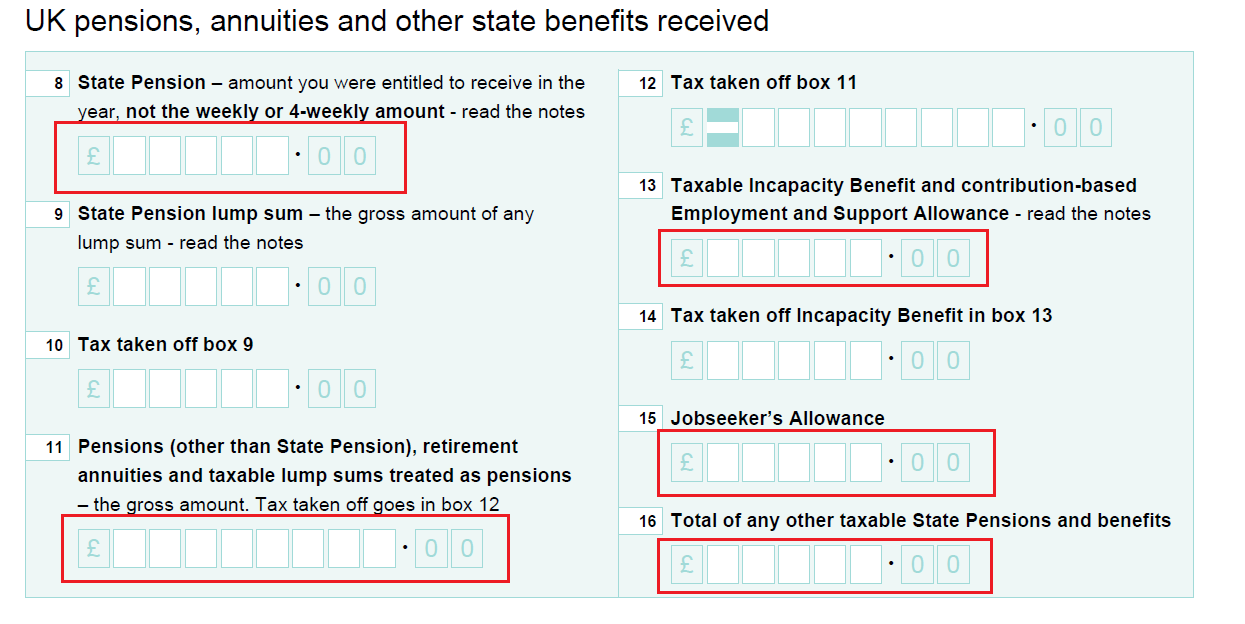 UK pensions, annuities and other state benefits received
8 State Pension – amount you were entitled to receive in the
year, not the weekly or 4-weekly amount - read the notes
£ . 0 0
9 State Pension lump sum – the gross amount of any
lump sum - read the notes
£ . 0 0
10 Tax taken off box 9
£ . 0 0
11 Pensions (other than State Pension), retirement
annuities and taxable lump sums treated as pensions
– the gross amount. Tax taken off goes in box 12
£ . 0 0
12 Tax taken off box 11
£ . 0 0
13 Taxable Incapacity Benefit and contribution-based
Employment and Support Allowance - read the notes
£ . 0 0
14 Tax taken off Incapacity Benefit in box 13
£ . 0 0
15 Jobseeker’s Allowance
£ . 0 0
16 Total of any other taxable State Pensions and benefits
£ . 0 0